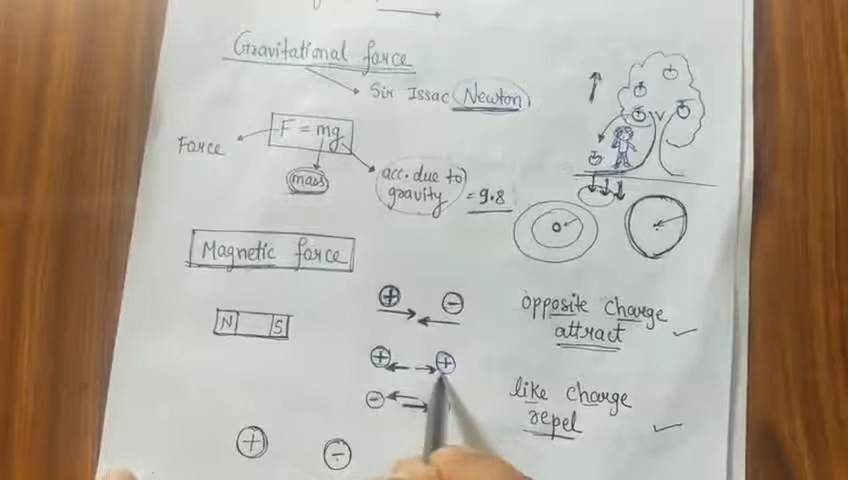 Gravitational force
Sir Issac Newton
F = mg
Force
mass
acc. due to
gravity = 9.8
Magnetic force
N S
+ -
opposite charge
attract
+ +
like charge
repel
-
+ -